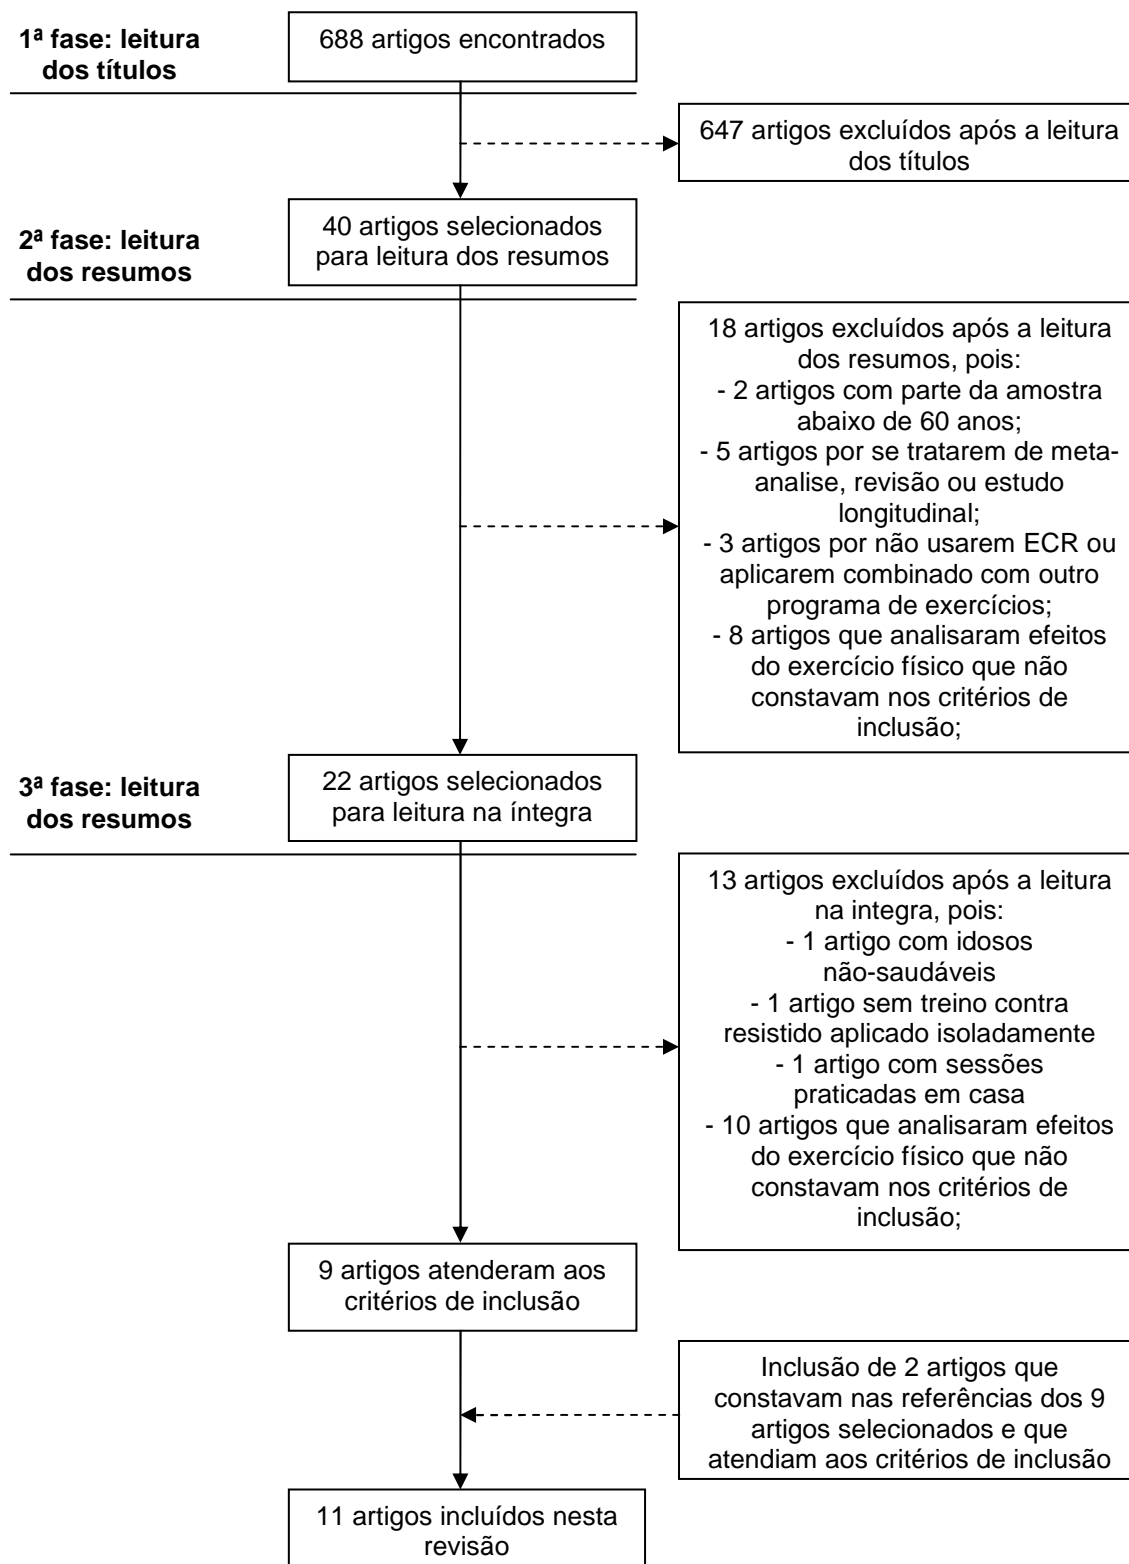 1ª fase: leitura
dos títulos
688 artigos encontrados
647 artigos excluídos após a leitura
dos títulos
2ª fase: leitura
dos resumos
40 artigos selecionados
para leitura dos resumos
18 artigos excluídos após a leitura
dos resumos, pois:
- 2 artigos com parte da amostra
abaixo de 60 anos;
- 5 artigos por se tratarem de meta-
analise, revisão ou estudo
longitudinal;
- 3 artigos por não usarem ECR ou
aplicarem combinado com outro
programa de exercícios;
- 8 artigos que analisaram efeitos
do exercício físico que não
constavam nos critérios de
inclusão;
3ª fase: leitura
dos resumos
22 artigos selecionados
para leitura na íntegra
13 artigos excluídos após a leitura
na integra, pois:
- 1 artigo com idosos
não-saudáveis
- 1 artigo sem treino contra
resistido aplicado isoladamente
- 1 artigo com sessões
praticadas em casa
- 10 artigos que analisaram efeitos
do exercício físico que não
constavam nos critérios de
inclusão;
9 artigos atenderam aos
critérios de inclusão
Inclusão de 2 artigos que
constavam nas referências dos 9
artigos selecionados e que
atendiam aos critérios de inclusão
11 artigos incluídos nesta
revisão